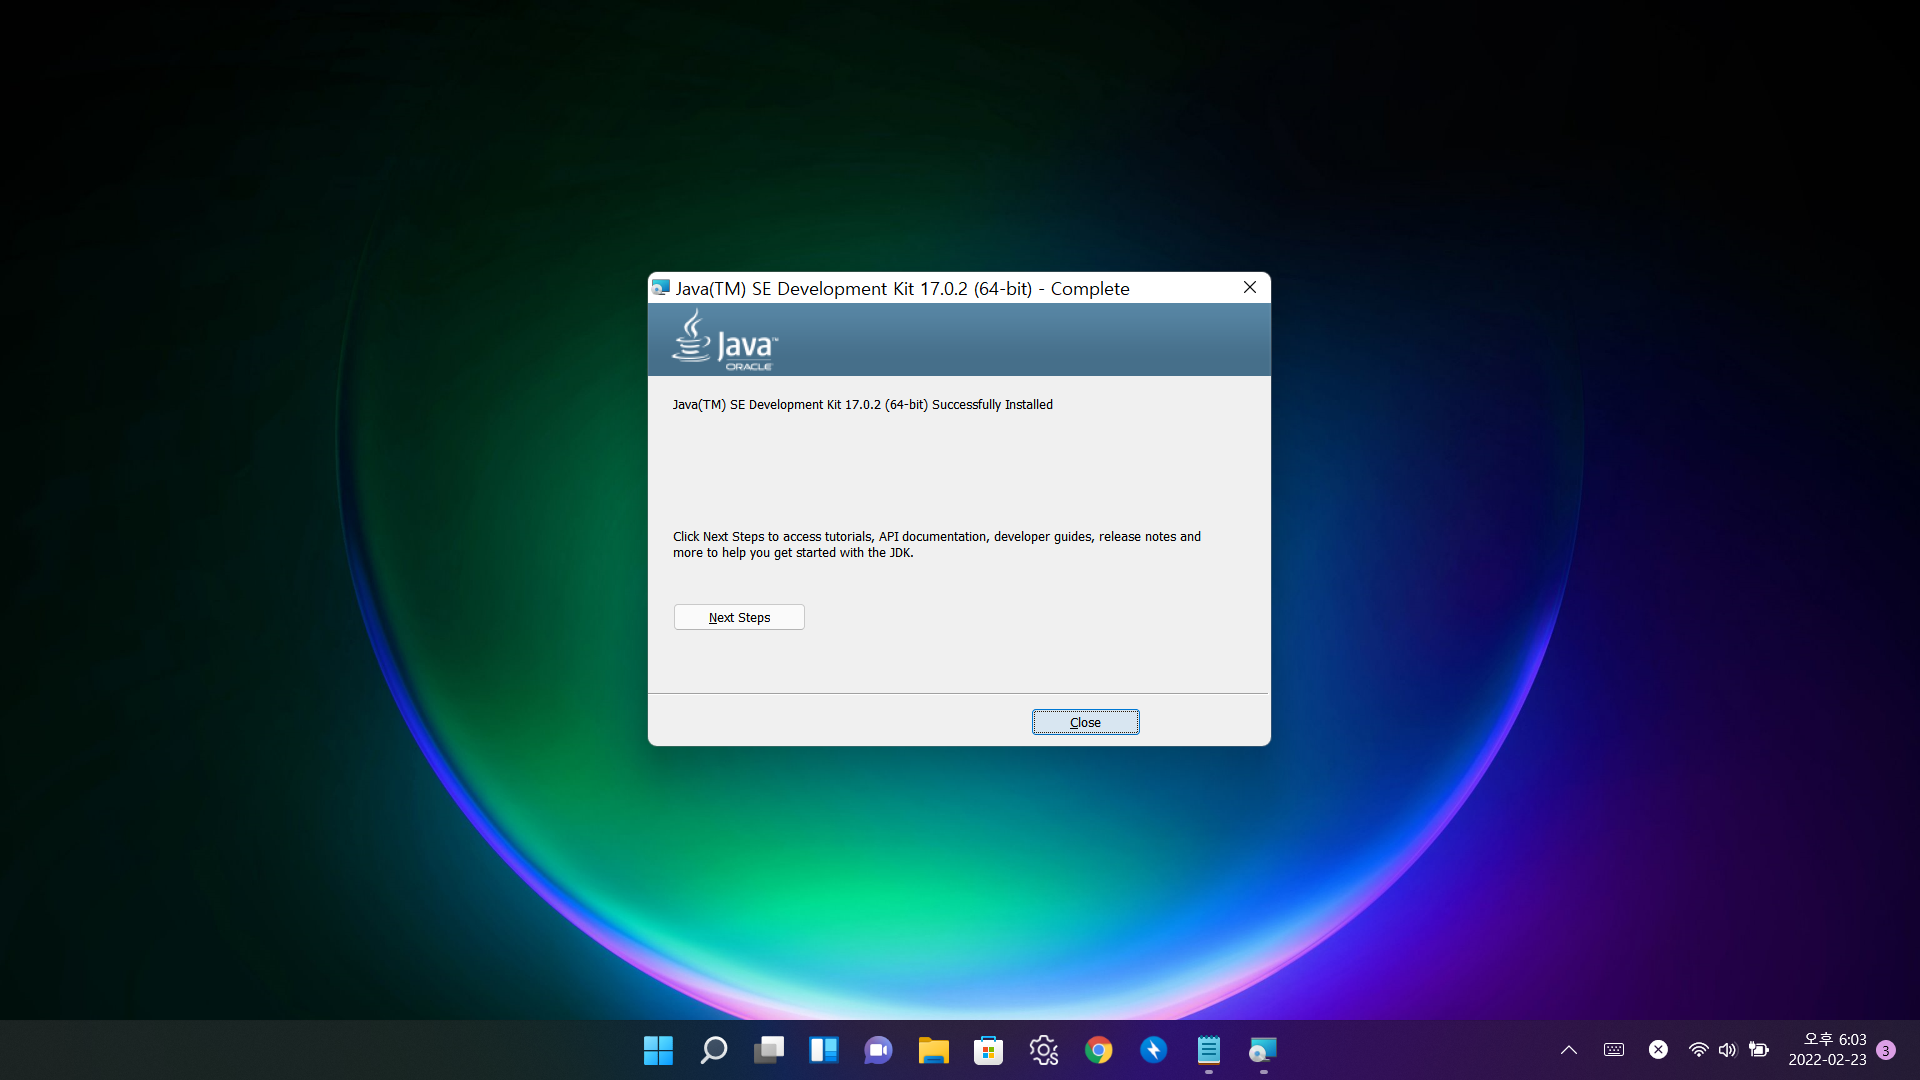 Java(TM) SE Development Kit 17.0.2 (64-bit) - Complete
Java™
ORACLE
Java(TM) SE Development Kit 17.0.2 (64-bit) Successfully Installed
Click Next Steps to access tutorials, API documentation, developer guides, release notes and
more to help you get started with the JDK.
Next Steps
Close
오후 6:03
2022-02-23
3